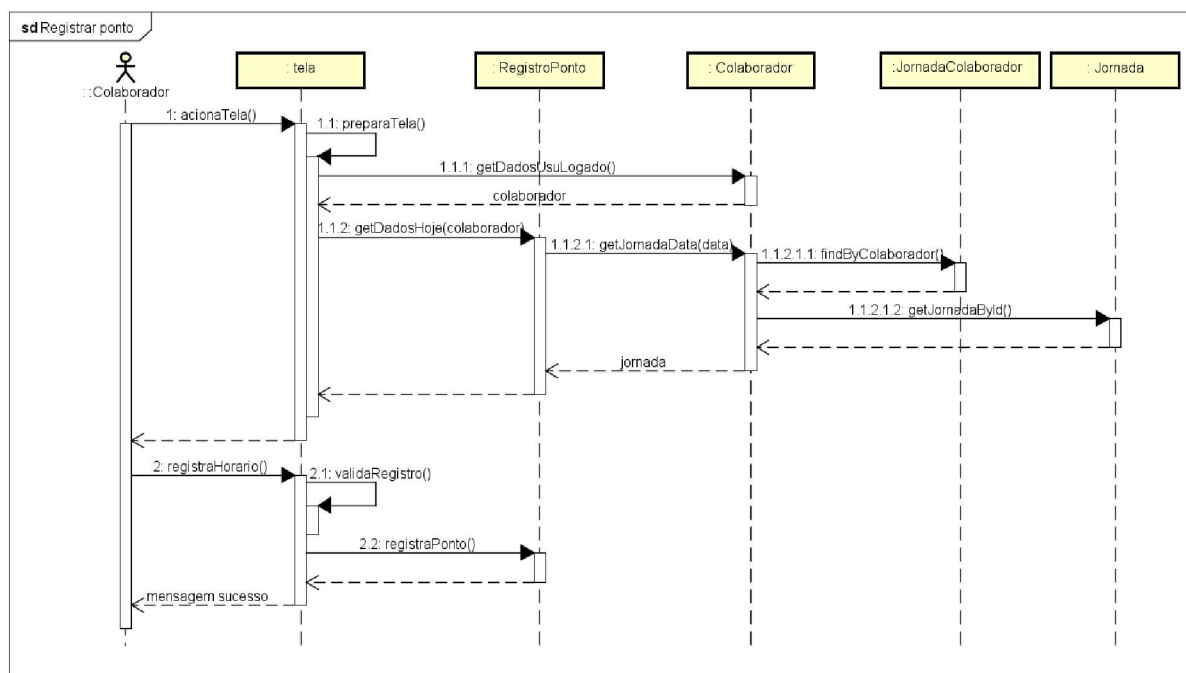 sd Registrar ponto
: tela
: RegistroPonto
: Colaborador
:JornadaColaborador
: Jornada
: :Colaborador
1: acionaTela()
1.1: preparaTela()
1.1.1: getDadosUsuLogado()
colaborador
1.1.2: getDadosHoje(colaborador)
1.1.2.1: getJornadaData(data)
1.1.2.1.1: findByColaborador()
1.1.2.1.2: getJornadaById()
jornada
2: registraHorario()
2.1: validaRegistro()
2.2: registraPonto()
mensagem sucesso